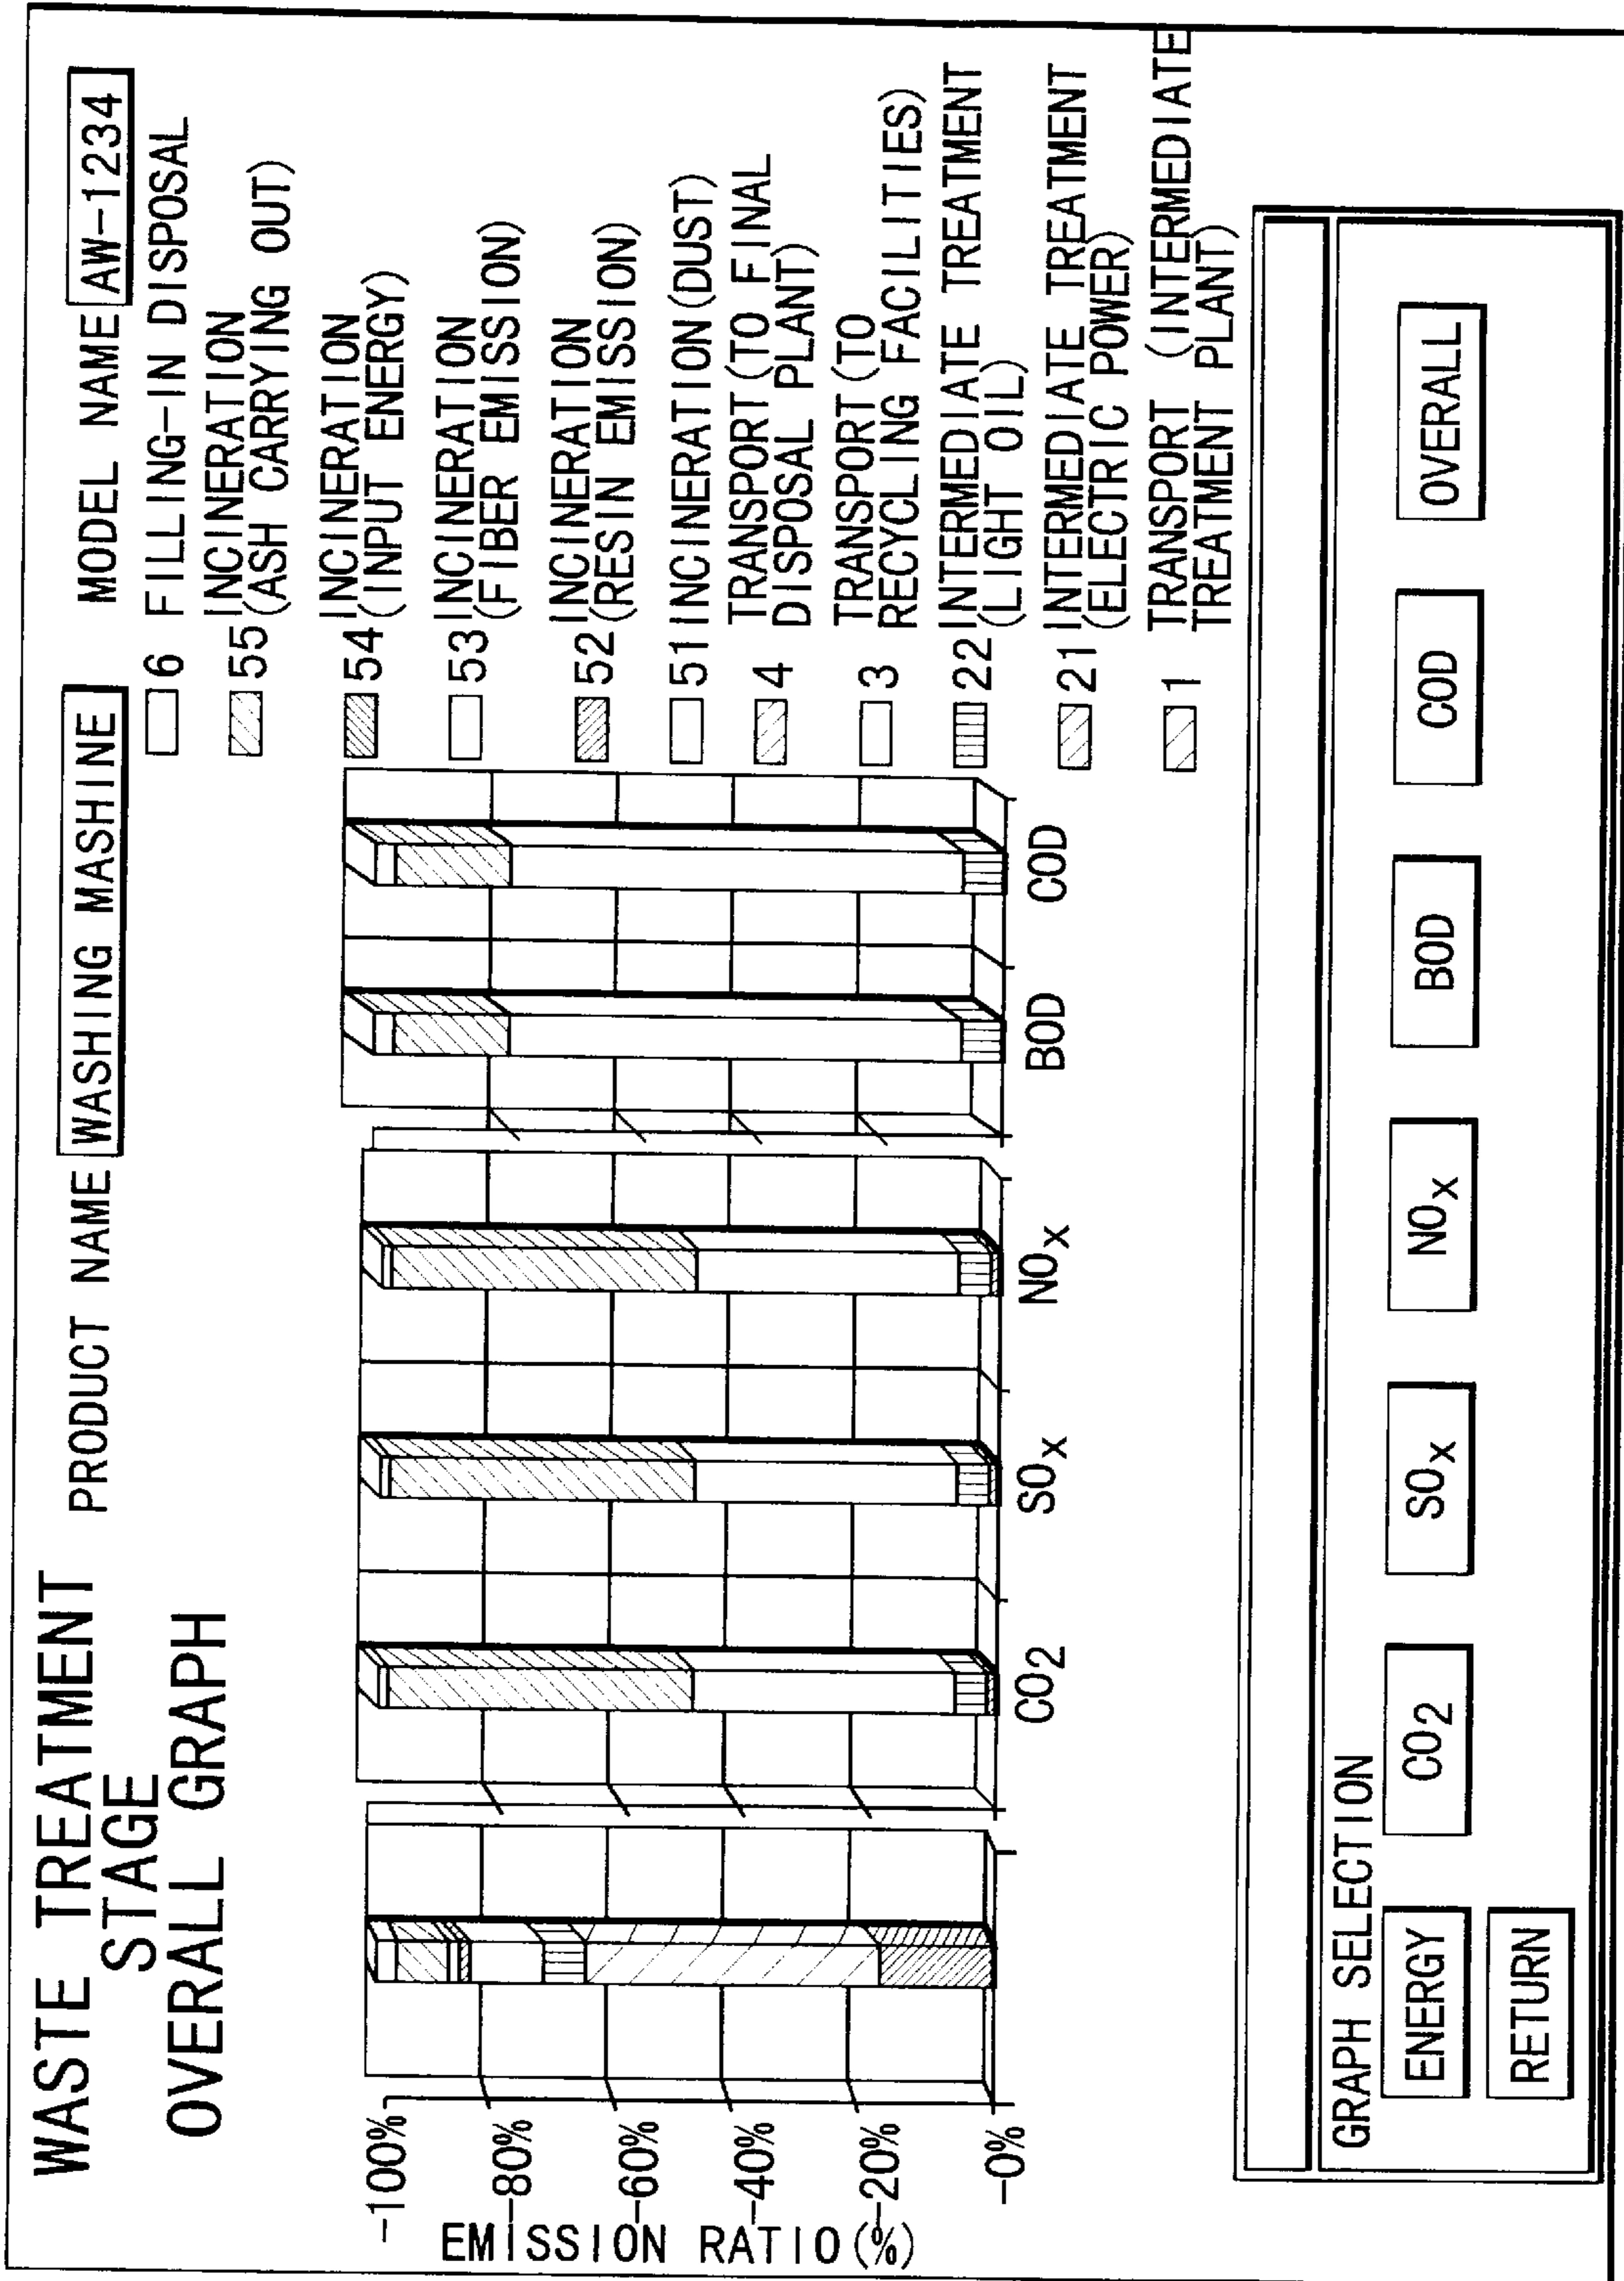 WASTE TREATMENT
STAGE
OVERALL GRAPH
PRODUCT NAME WASHING MASHINE
MODEL NAME AW-1234
EMISSION RATIO (%)
-100%
-80%
-60%
-40%
-20%
-0%
CO2
SOX
NOX
BOD
COD
6 FILLING-IN DISPOSAL
55 INCINERATION
(ASH CARRYING OUT)
54 INCINERATION
(INPUT ENERGY)
53 INCINERATION
(FIBER EMISSION)
52 INCINERATION
(RESIN EMISSION)
51 INCINERATION (DUST)
4 TRANSPORT (TO FINAL
DISPOSAL PLANT)
3 TRANSPORT (TO
RECYCLING FACILITIES)
22 INTERMEDIATE TREATMENT
(LIGHT OIL)
21 INTERMEDIATE TREATMENT
(ELECTRIC POWER)
1 TRANSPORT (INTERMEDIATE
TREATMENT PLANT)
GRAPH SELECTION
ENERGY
CO2
SOX
NOX
BOD
COD
OVERALL
RETURN